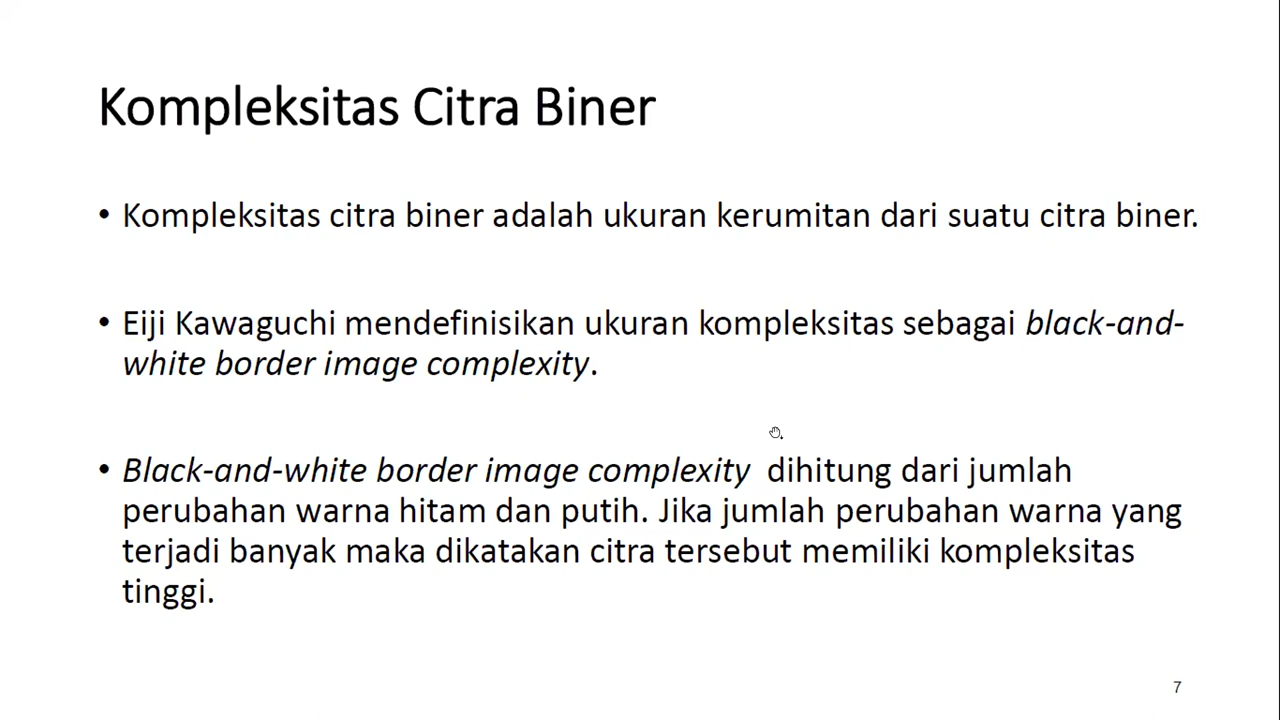 Kompleksitas Citra Biner
• Kompleksitas citra biner adalah ukuran kerumitan dari suatu citra biner.
• Eiji Kawaguchi mendefinisikan ukuran kompleksitas sebagai black-and-
white border image complexity.
• Black-and-white border image complexity dihitung dari jumlah
perubahan warna hitam dan putih. Jika jumlah perubahan warna yang
terjadi banyak maka dikatakan citra tersebut memiliki kompleksitas
tinggi.
7